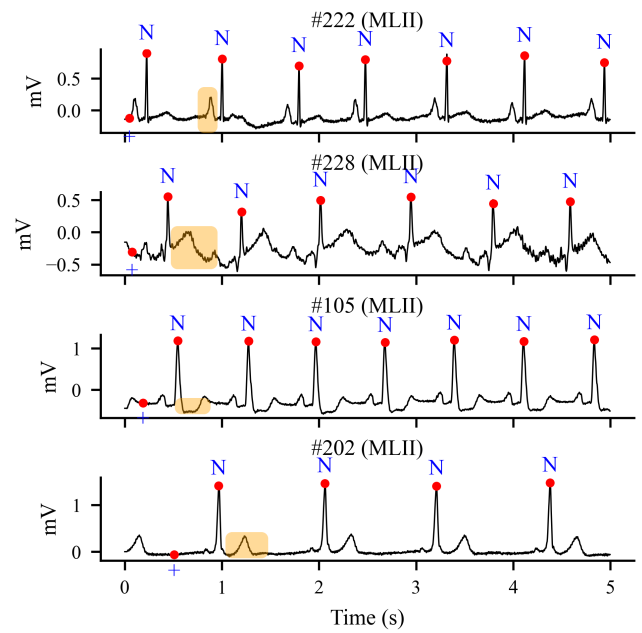 #222 (MLII)
N N N N N N N
mV
0.5
0.0
+
#228 (MLII)
N N N N N N
mV
0.5
0.0
−0.5
+
#105 (MLII)
N N N N N N N
mV
1
0
+
#202 (MLII)
N N N N
mV
1
0
+
0 1 2 3 4 5
Time (s)